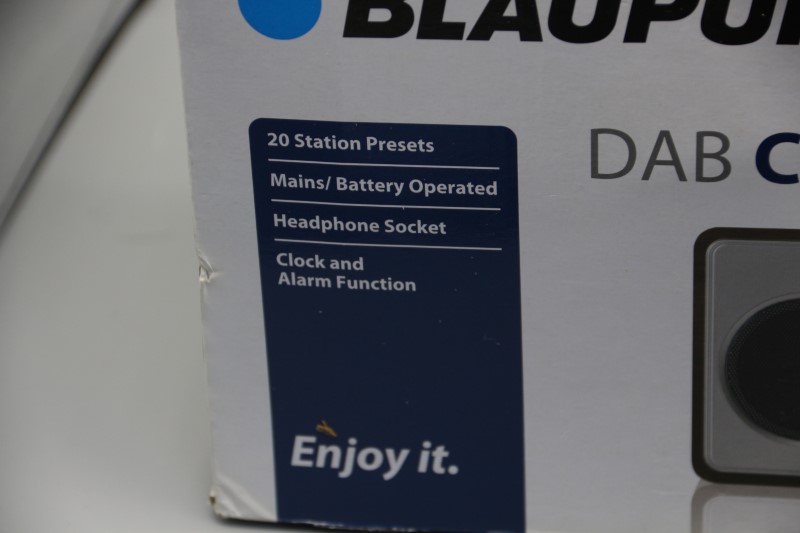 BLAUPU
20 Station Presets
DAB C
Mains/ Battery Operated
Headphone Socket
Clock and
Alarm Function
Enjoy it.